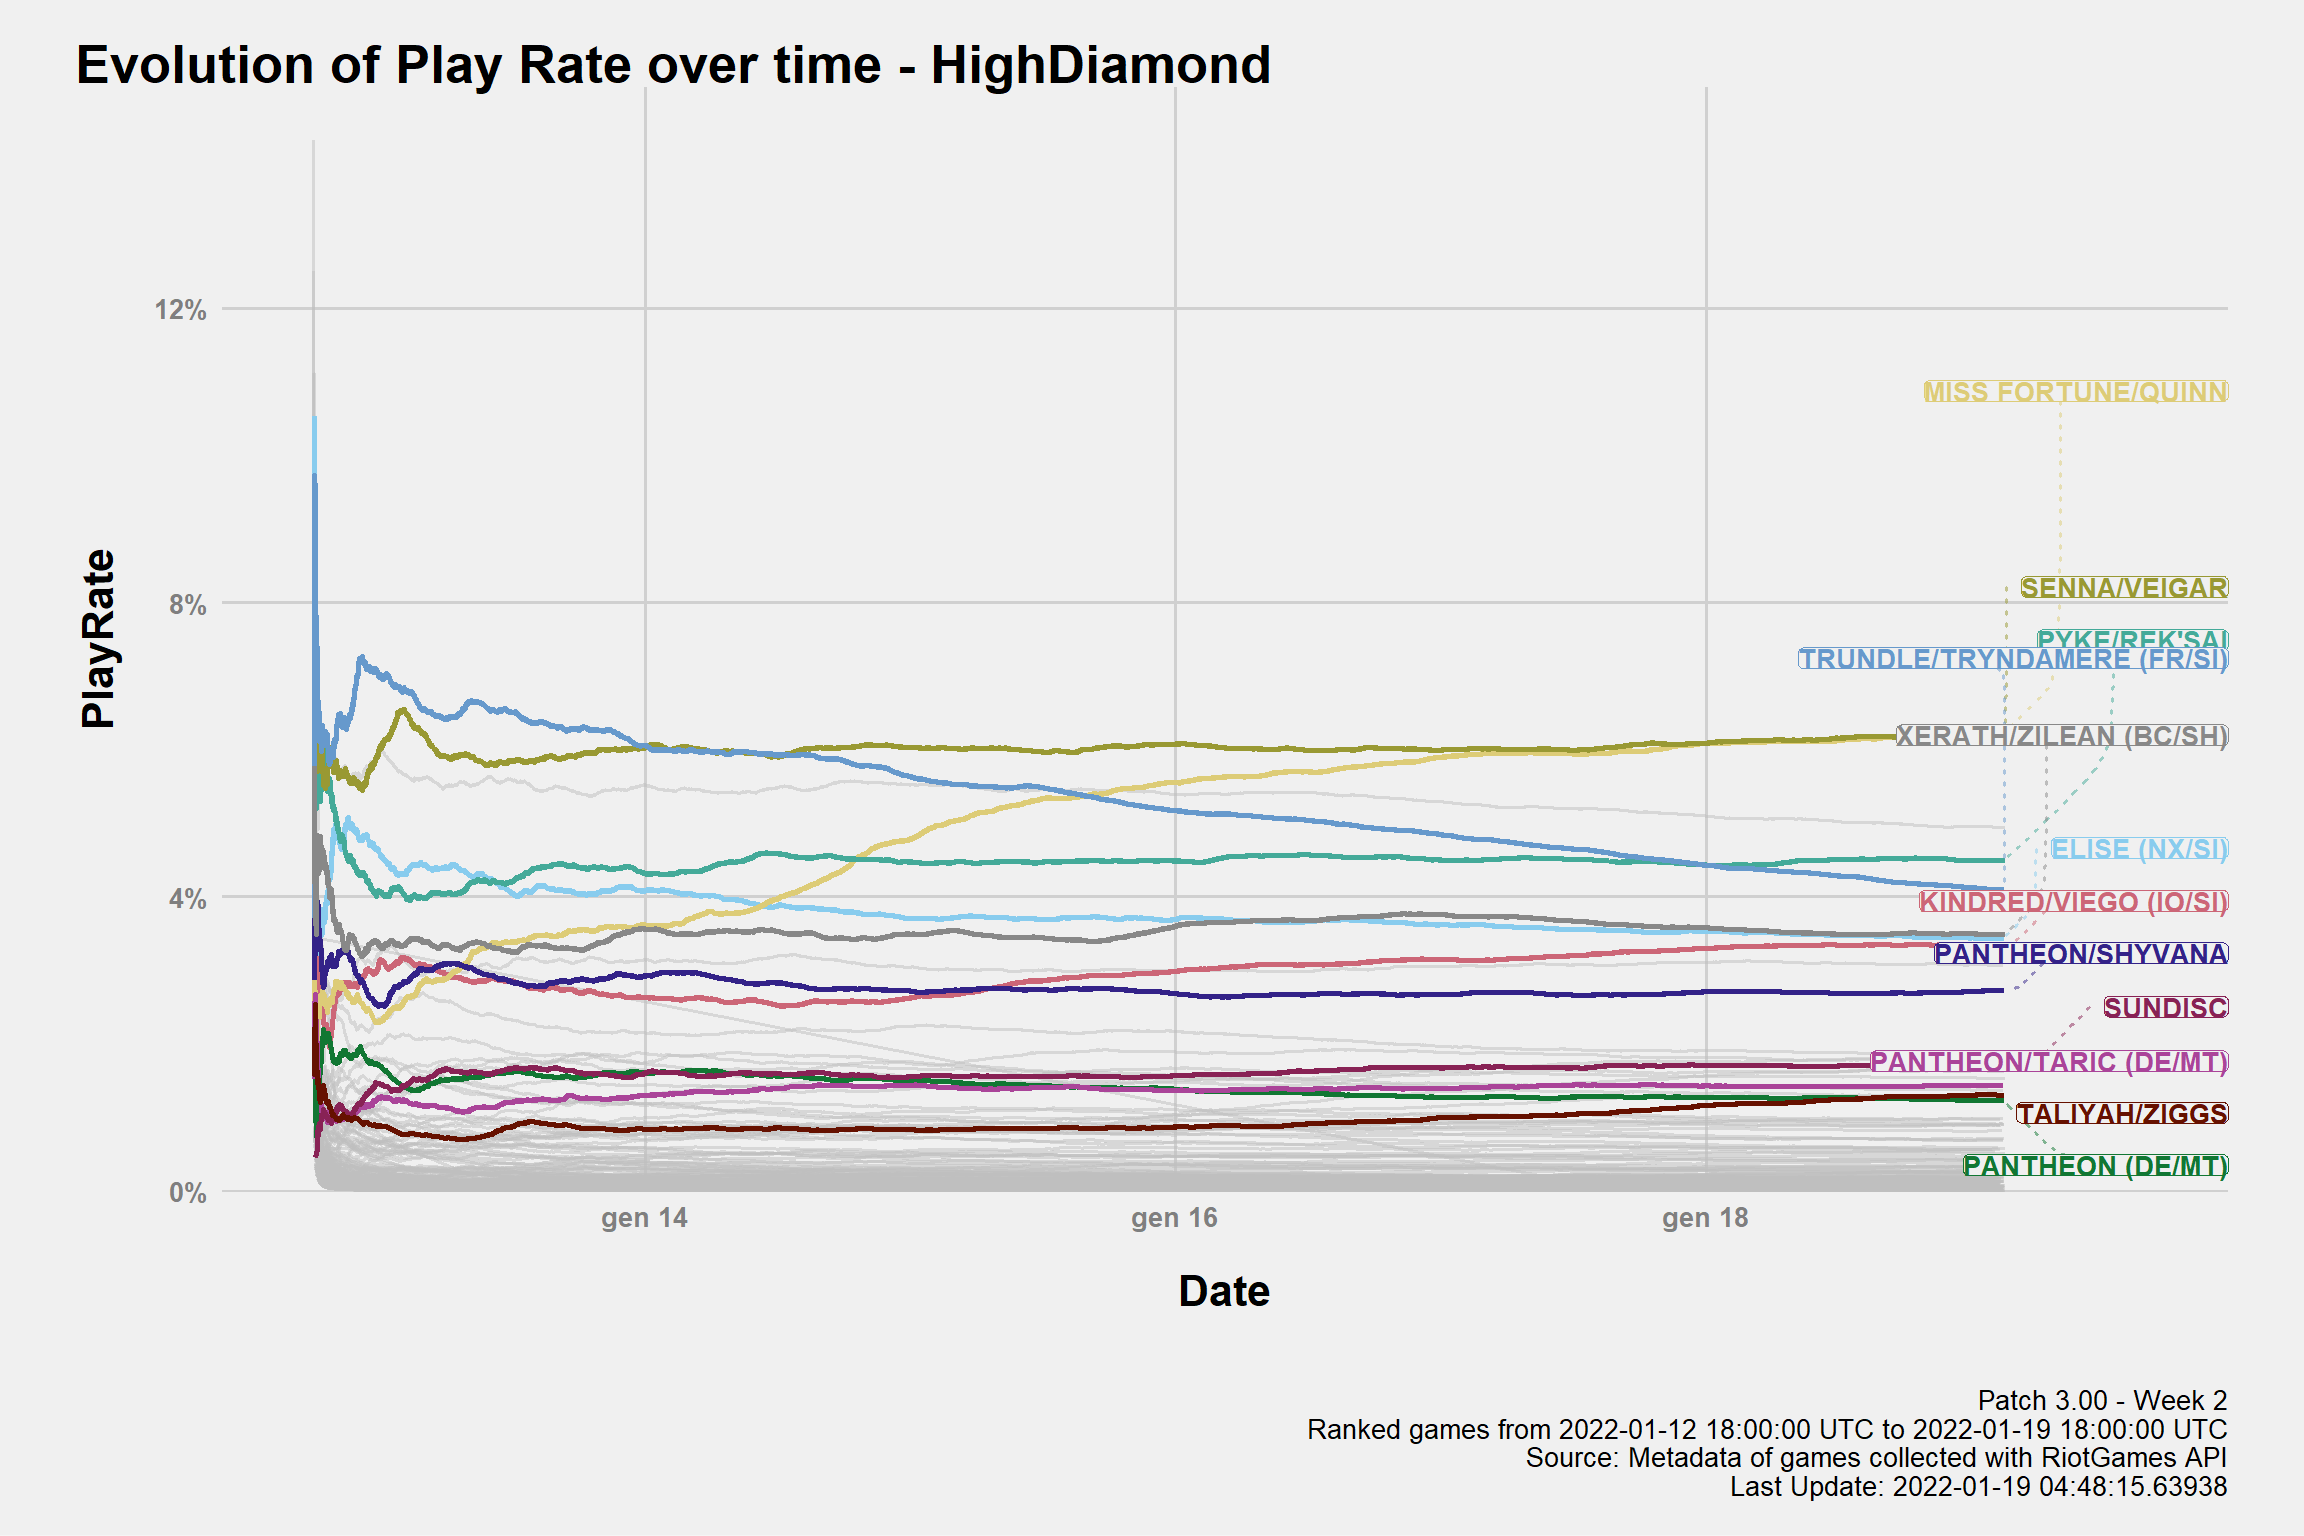 Evolution of Play Rate over time - HighDiamond
PlayRate
12%
8%
4%
0%
MISS FORTUNE/QUINN
SENNA/VEIGAR
PYKE/REK'SAI
TRUNDLE/TRYNDAMERE (FR/SI)
XERATH/ZILEAN (BC/SH)
ELISE (NX/SI)
KINDRED/VIEGO (IO/SI)
PANTHEON/SHYVANA
SUNDISC
PANTHEON/TARIC (DE/MT)
TALIYAH/ZIGGS
PANTHEON (DE/MT)
gen 14
gen 16
gen 18
Date
Patch 3.00 - Week 2
Ranked games from 2022-01-12 18:00:00 UTC to 2022-01-19 18:00:00 UTC
Source: Metadata of games collected with RiotGames API
Last Update: 2022-01-19 04:48:15.63938